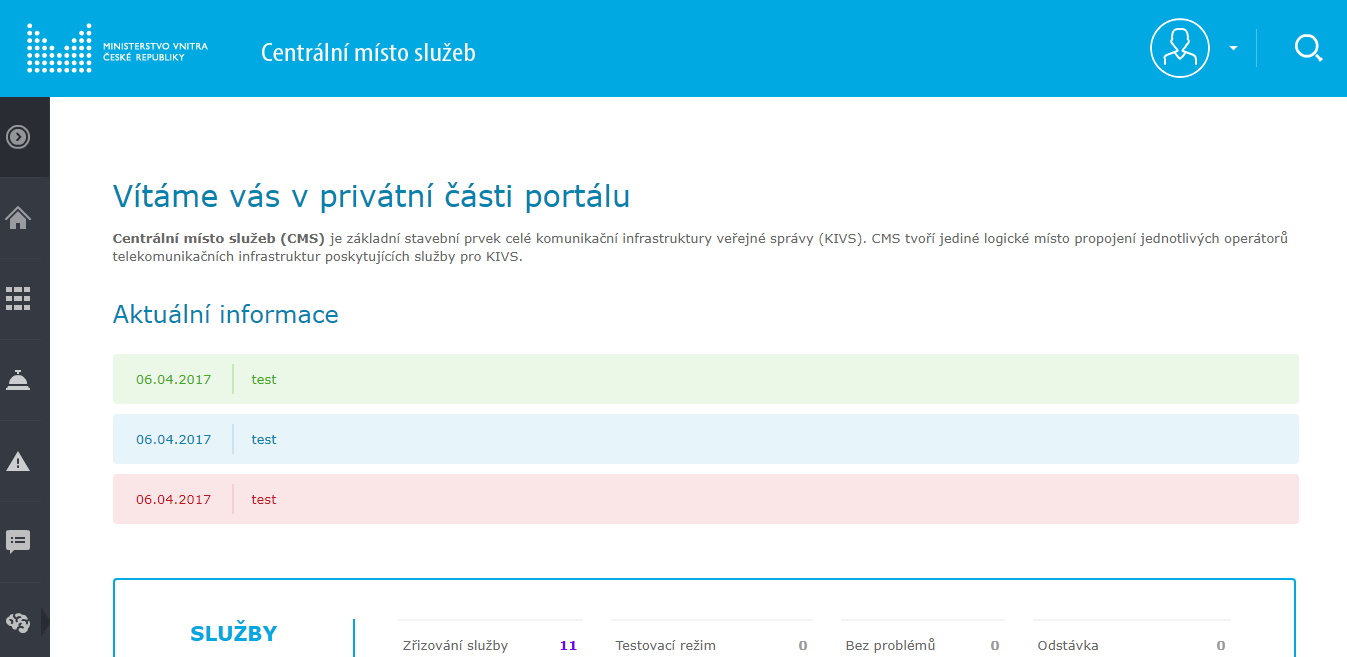 MINISTERSTVO VNITRA
ČESKÉ REPUBLIKY
Centrální místo služeb
Vítáme vás v privátní části portálu
Centrální místo služeb (CMS) je základní stavební prvek celé komunikační infrastruktury veřejné správy (KIVS). CMS tvoří jediné logické místo propojení jednotlivých operátorů
telekomunikačních infrastruktur poskytujících služby pro KIVS.
Aktuální informace
06.04.2017 test
06.04.2017 test
06.04.2017 test
SLUŽBY
Zřizování služby 11 Testovací režim 0 Bez problémů 0 Odstávka 0